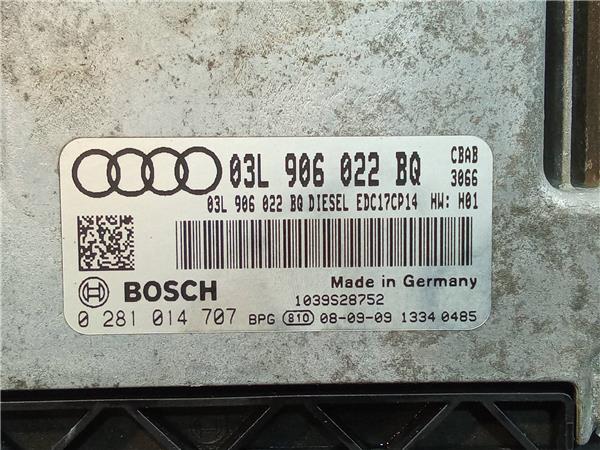 03L 906 022 BQ CBAB
3066
03L 906 022 BQ DIESEL EDC17CP14 HW: H01
BOSCH
Made in Germany
1039S28752
0 281 014 707 BPG 810 08-09-09 1334 0485